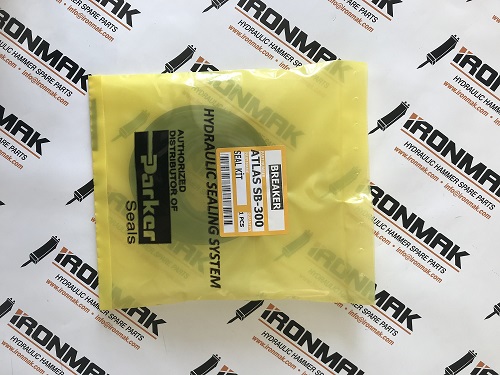 HYDRAULIC SEALING SYSTEM
AUTHORIZED
DISTRIBUTOR OF
Parker
Seals
BREAKER
ATLAS SB-300
SEAL KIT
1 PCS
IRONMAK
HYDRAULIC HAMMER SPARE PARTS
www.ironmak.com • info@ironmak.com